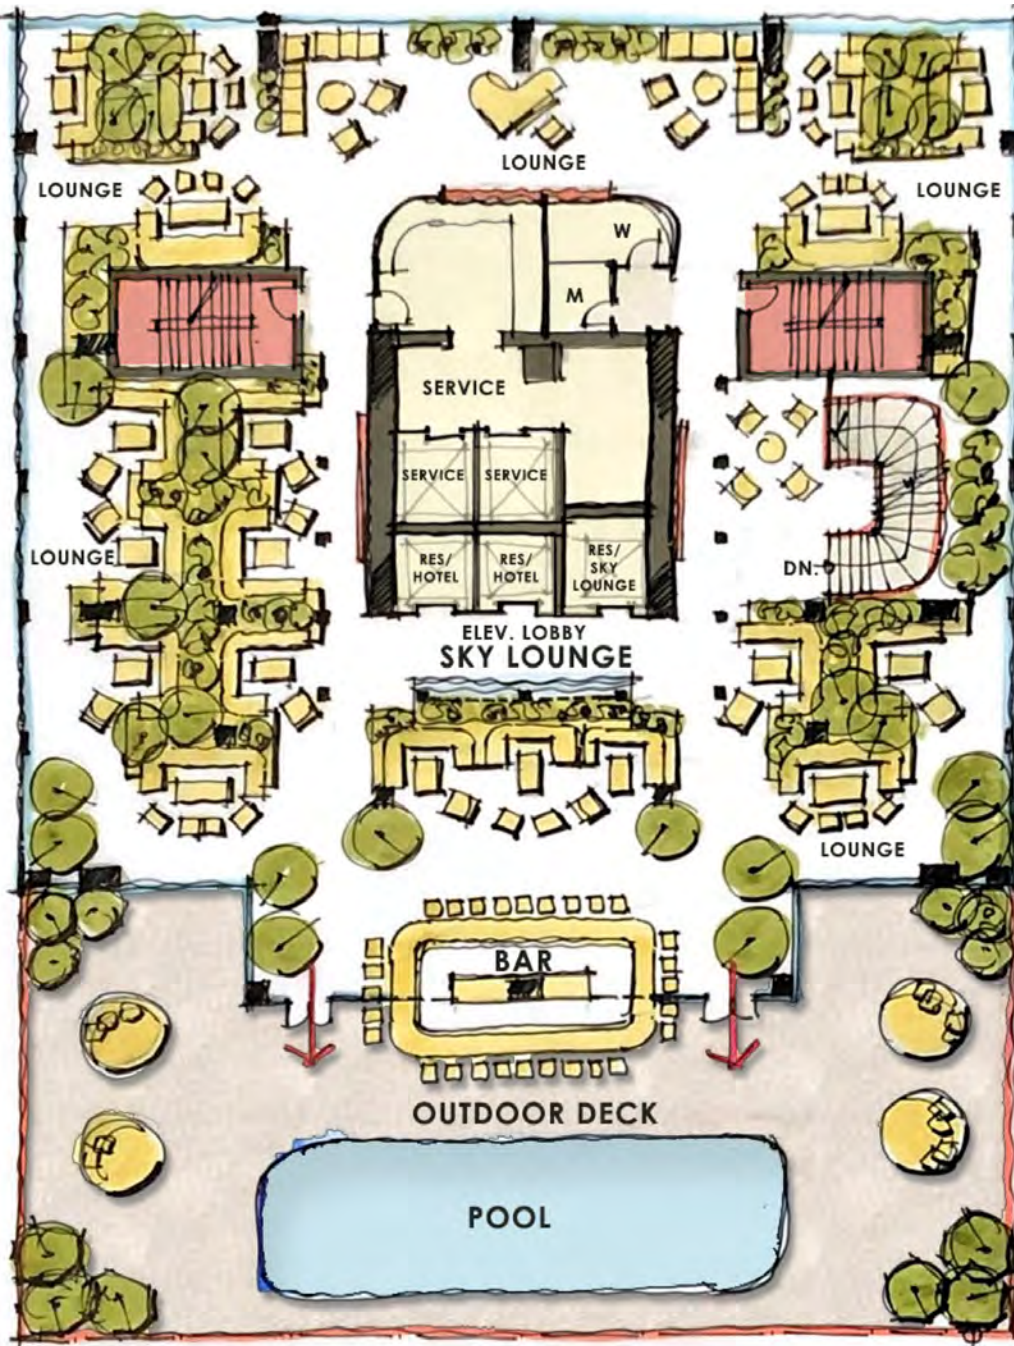 LOUNGE
LOUNGE
LOUNGE
W
M
SERVICE
SERVICE
SERVICE
LOUNGE
RES/
HOTEL
RES/
HOTEL
RES/
SKY
LOUNGE
DN.
ELEV. LOBBY
SKY LOUNGE
LOUNGE
BAR
OUTDOOR DECK
POOL